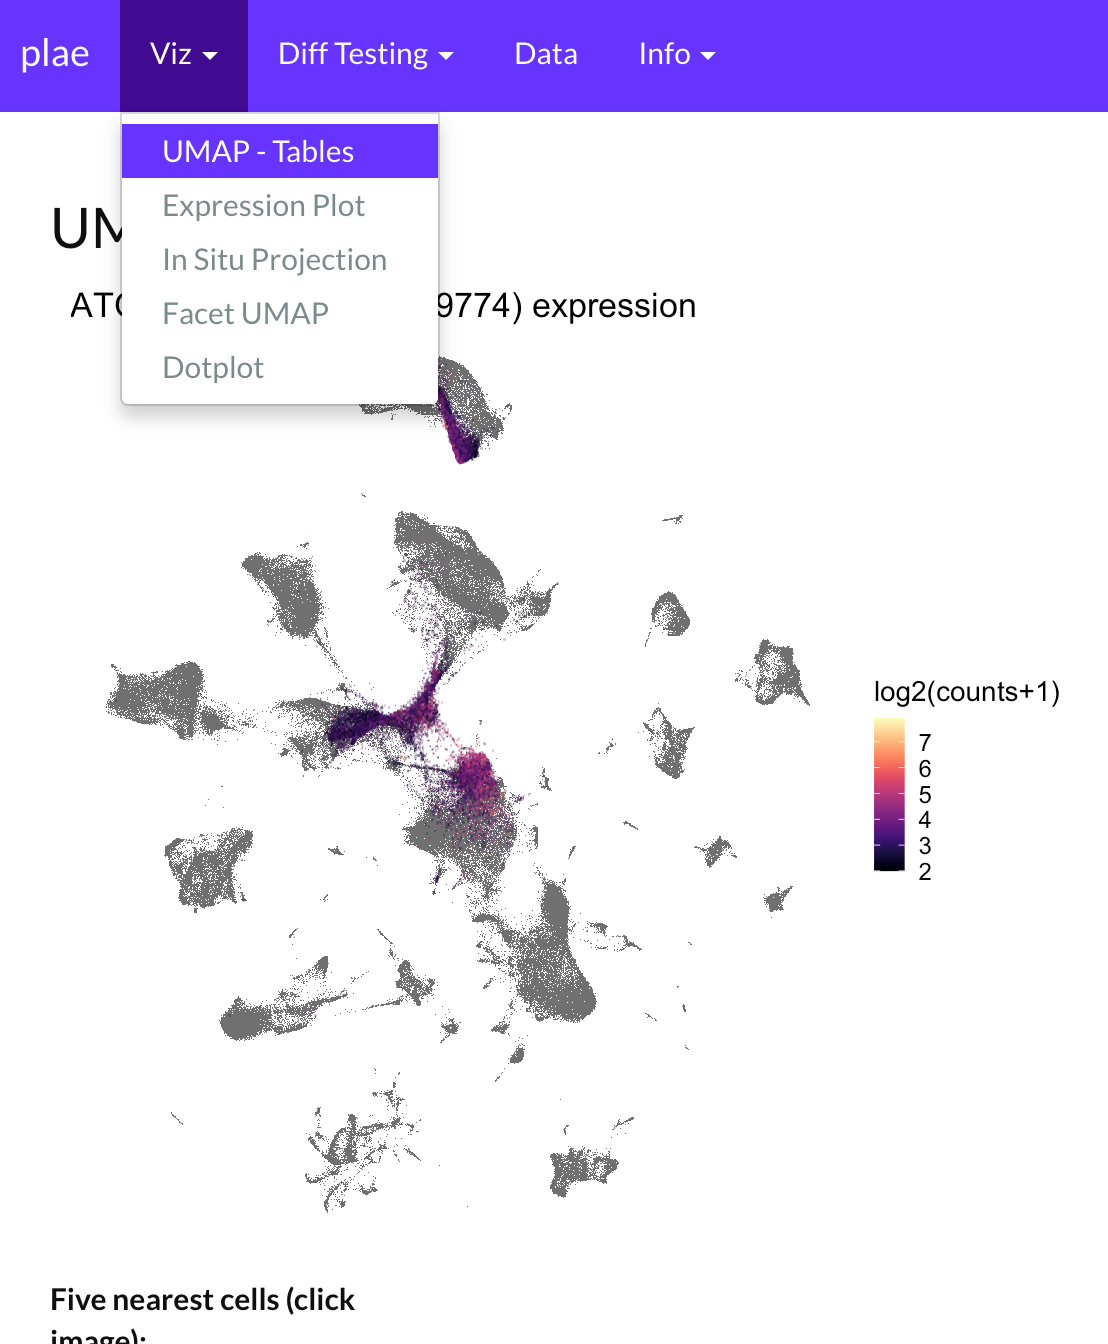 plae Viz Diff Testing Data Info
UMAP - Tables
Expression Plot
In Situ Projection
Facet UMAP
Dotplot
9774) expression
log2(counts+1)
7
6
5
4
3
2
Five nearest cells (click
image):